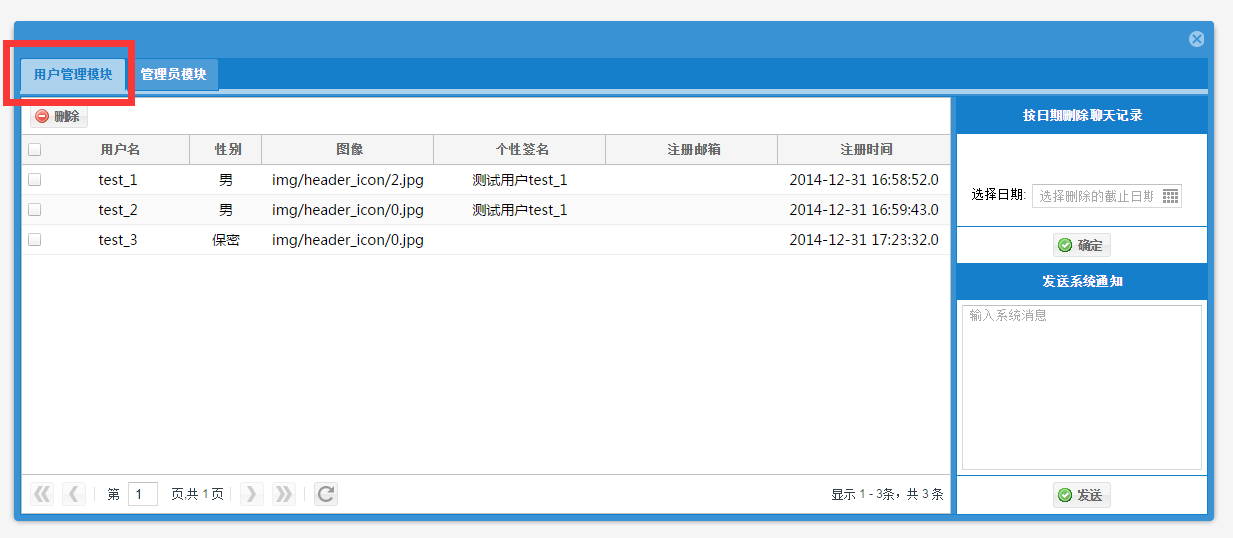 用户管理模块 管理员模块
删除
用户名 性别 图像 个性签名 注册邮箱 注册时间
test_1 男 img/header_icon/2.jpg 测试用户test_1 2014-12-31 16:58:52.0
test_2 男 img/header_icon/0.jpg 测试用户test_1 2014-12-31 16:59:43.0
test_3 保密 img/header_icon/0.jpg 2014-12-31 17:23:32.0
第 1 页,共 1 页
显示 1 - 3条，共 3 条
按日期删除聊天记录
选择日期: 选择删除的截止日期
确定
发送系统通知
输入系统消息
发送